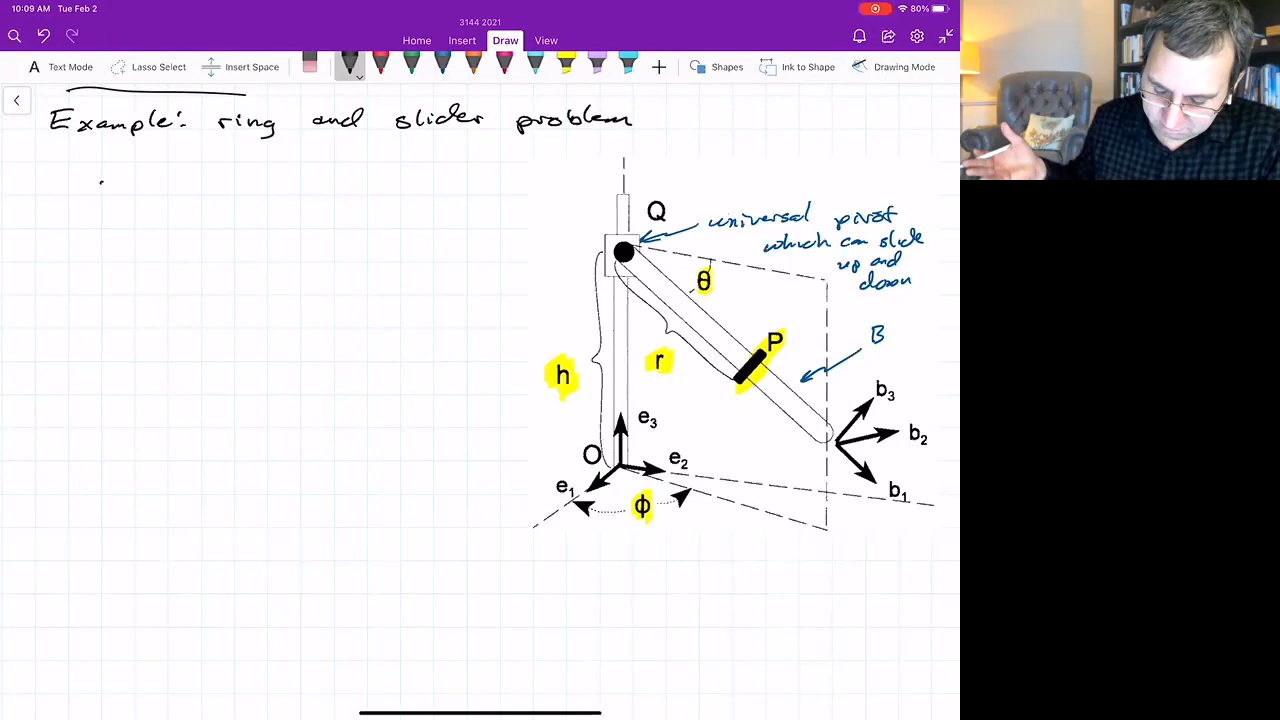 10:09 AM Tue Feb 2
80%
3144 2021
Home Insert Draw View
A Text Mode Lasso Select Insert Space Shapes Ink to Shape Drawing Mode
Example: ring and slider problem
Q
universal pivot
which can slide
up and
down
θ
P
B
h
r
b3
b2
b1
e3
O
e2
e1
ϕ